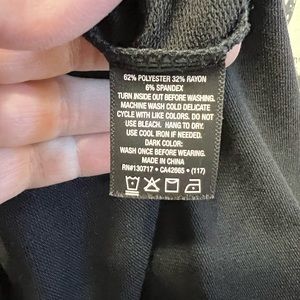 62% POLYESTER 32% RAYON
6% SPANDEX
TURN INSIDE OUT BEFORE WASHING.
MACHINE WASH COLD DELICATE
CYCLE WITH LIKE COLORS. DO NOT
USE BLEACH. HANG TO DRY.
USE COOL IRON IF NEEDED.
DARK COLOR:
WASH ONCE BEFORE WEARING.
MADE IN CHINA
RN#130717 • CA42665 • (117)